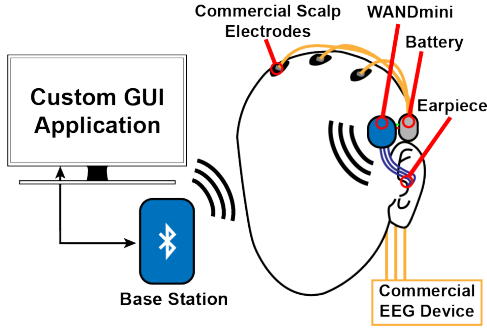 Commercial Scalp
Electrodes
WANDmini
Battery
Earpiece
Custom GUI
Application
Base Station
Commercial
EEG Device